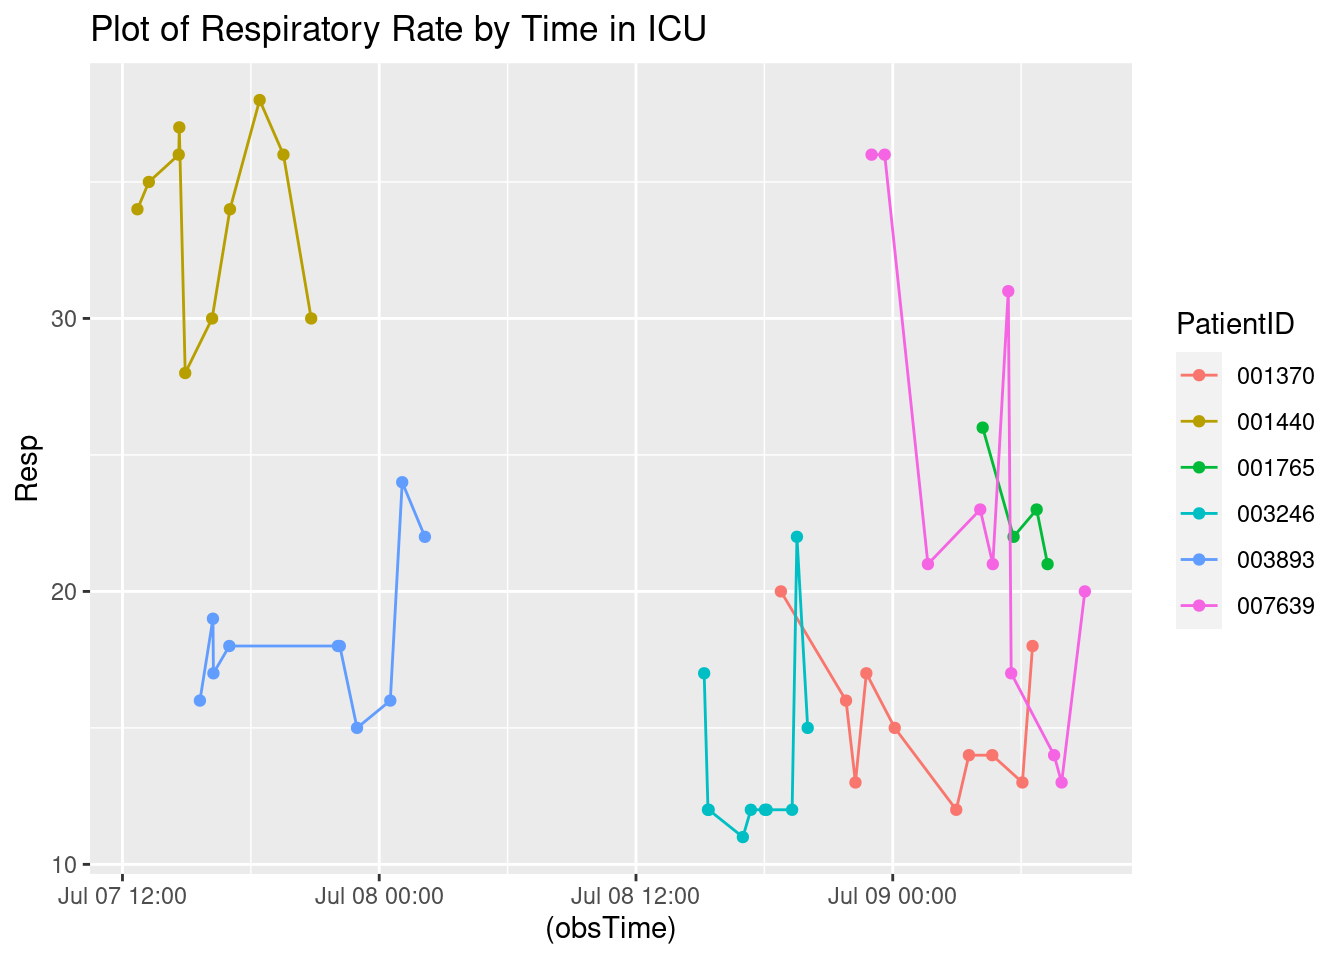 Plot of Respiratory Rate by Time in ICU
Resp
30
20
10
Jul 07 12:00
Jul 08 00:00
Jul 08 12:00
Jul 09 00:00
(obsTime)
PatientID
001370
001440
001765
003246
003893
007639